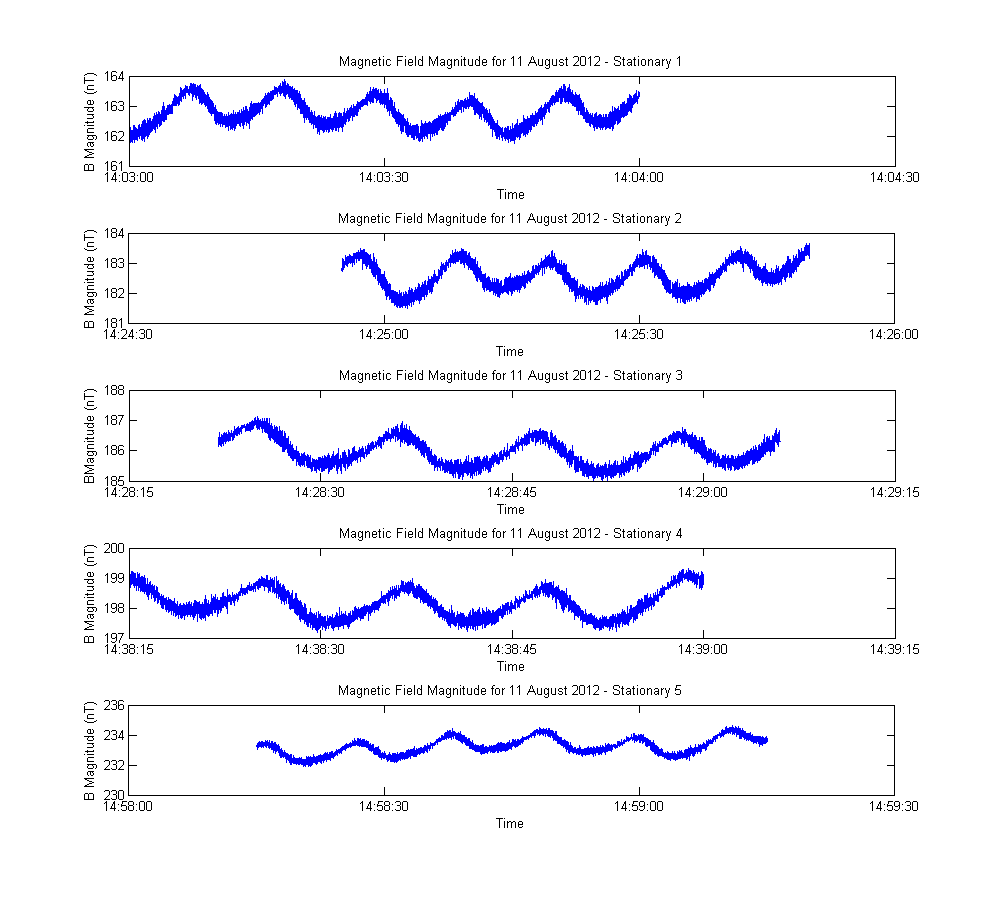 Magnetic Field Magnitude for 11 August 2012 - Stationary 1
B Magnitude (nT)
164
163
162
161
14:03:00 14:03:30 14:04:00 14:04:30
Time
Magnetic Field Magnitude for 11 August 2012 - Stationary 2
B Magnitude (nT)
184
183
182
181
14:24:30 14:25:00 14:25:30 14:26:00
Time
Magnetic Field Magnitude for 11 August 2012 - Stationary 3
BMagnitude (nT)
188
187
186
185
14:28:15 14:28:30 14:28:45 14:29:00 14:29:15
Time
Magnetic Field Magnitude for 11 August 2012 - Stationary 4
B Magnitude (nT)
200
199
198
197
14:38:15 14:38:30 14:38:45 14:39:00 14:39:15
Time
Magnetic Field Magnitude for 11 August 2012 - Stationary 5
B Magnitude (nT)
236
234
232
230
14:58:00 14:58:30 14:59:00 14:59:30
Time